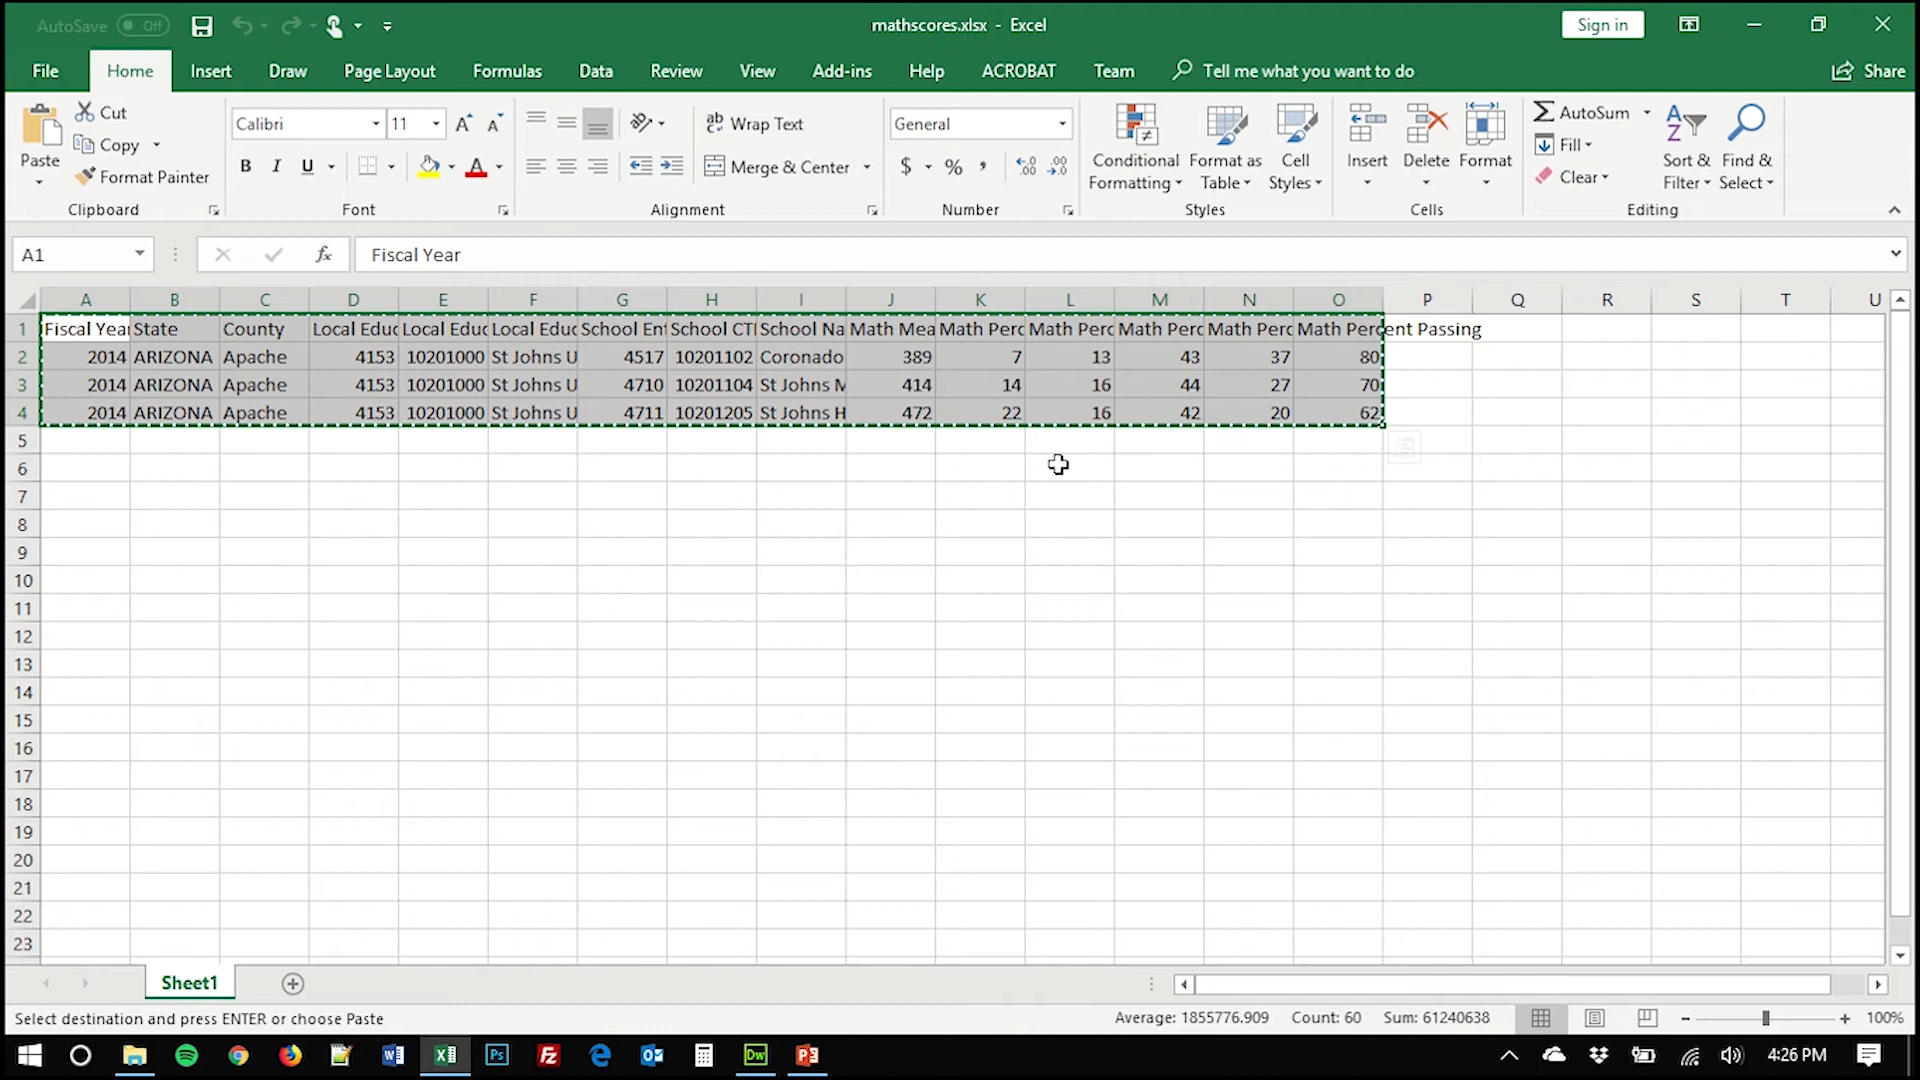 AutoSave Off mathscores.xlsx - Excel Sign in
File Home Insert Draw Page Layout Formulas Data Review View Add-ins Help ACROBAT Team Tell me what you want to do Share
Paste Cut Copy Format Painter
Calibri 11 B I U A
ab Wrap Text Merge & Center
General $ % ,
Conditional Formatting Format as Table Cell Styles
Insert Delete Format
AutoSum Fill Clear Sort & Filter Find & Select
Clipboard Font Alignment Number Styles Cells Editing
A1 fx Fiscal Year
A B C D E F G H I J K L M N O P Q R S T U
1 Fiscal Year State County Local Educ Local Educ Local Educ School Ent School CTI School Na Math Mea Math Perc Math Perc Math Perc Math Perc Math Percent Passing
2 2014 ARIZONA Apache 4153 10201000 St Johns U 4517 10201102 Coronado 389 7 13 43 37 80
3 2014 ARIZONA Apache 4153 10201000 St Johns U 4710 10201104 St Johns M 414 14 16 44 27 70
4 2014 ARIZONA Apache 4153 10201000 St Johns U 4711 10201205 St Johns H 472 22 16 42 20 62
5
6
7
8
9
10
11
12
13
14
15
16
17
18
19
20
21
22
23
Sheet1
Select destination and press ENTER or choose Paste Average: 1855776.909 Count: 60 Sum: 61240638 100%
4:26 PM